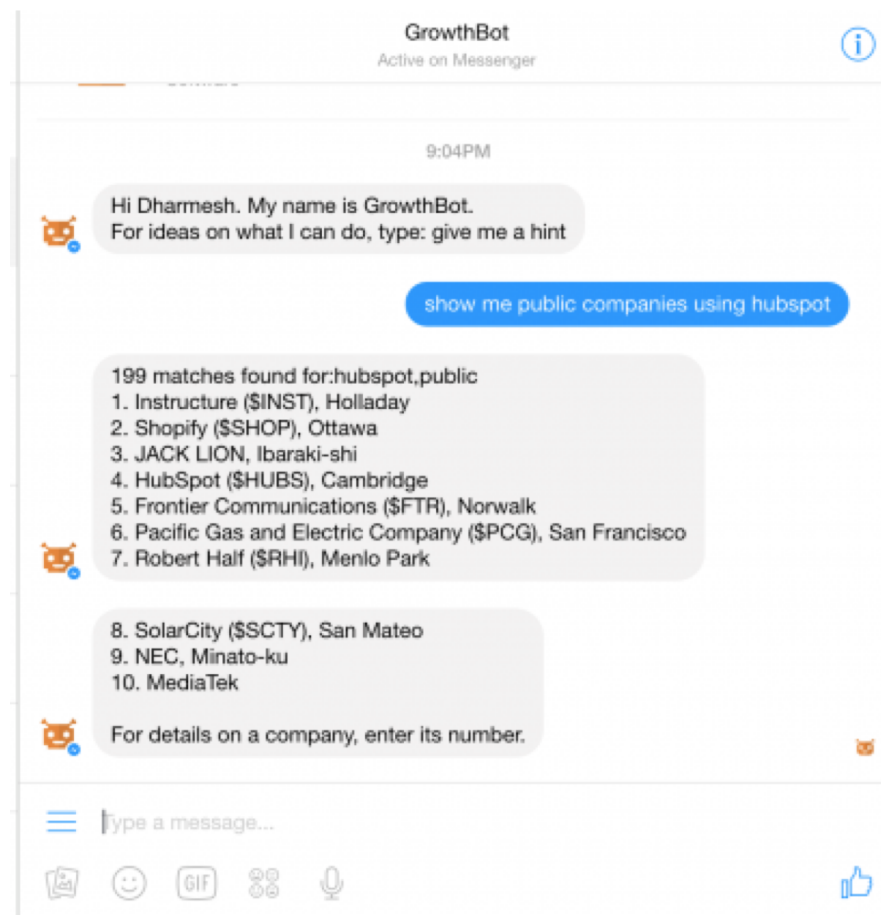 GrowthBot
Active on Messenger
9:04PM
Hi Dharmesh. My name is GrowthBot.
For ideas on what I can do, type: give me a hint
show me public companies using hubspot
199 matches found for:hubspot,public
1. Instructure ($INST), Holladay
2. Shopify ($SHOP), Ottawa
3. JACK LION, Ibaraki-shi
4. HubSpot ($HUBS), Cambridge
5. Frontier Communications ($FTR), Norwalk
6. Pacific Gas and Electric Company ($PCG), San Francisco
7. Robert Half ($RHI), Menlo Park
8. SolarCity ($SCTY), San Mateo
9. NEC, Minato-ku
10. MediaTek
For details on a company, enter its number.
Type a message...
GIF